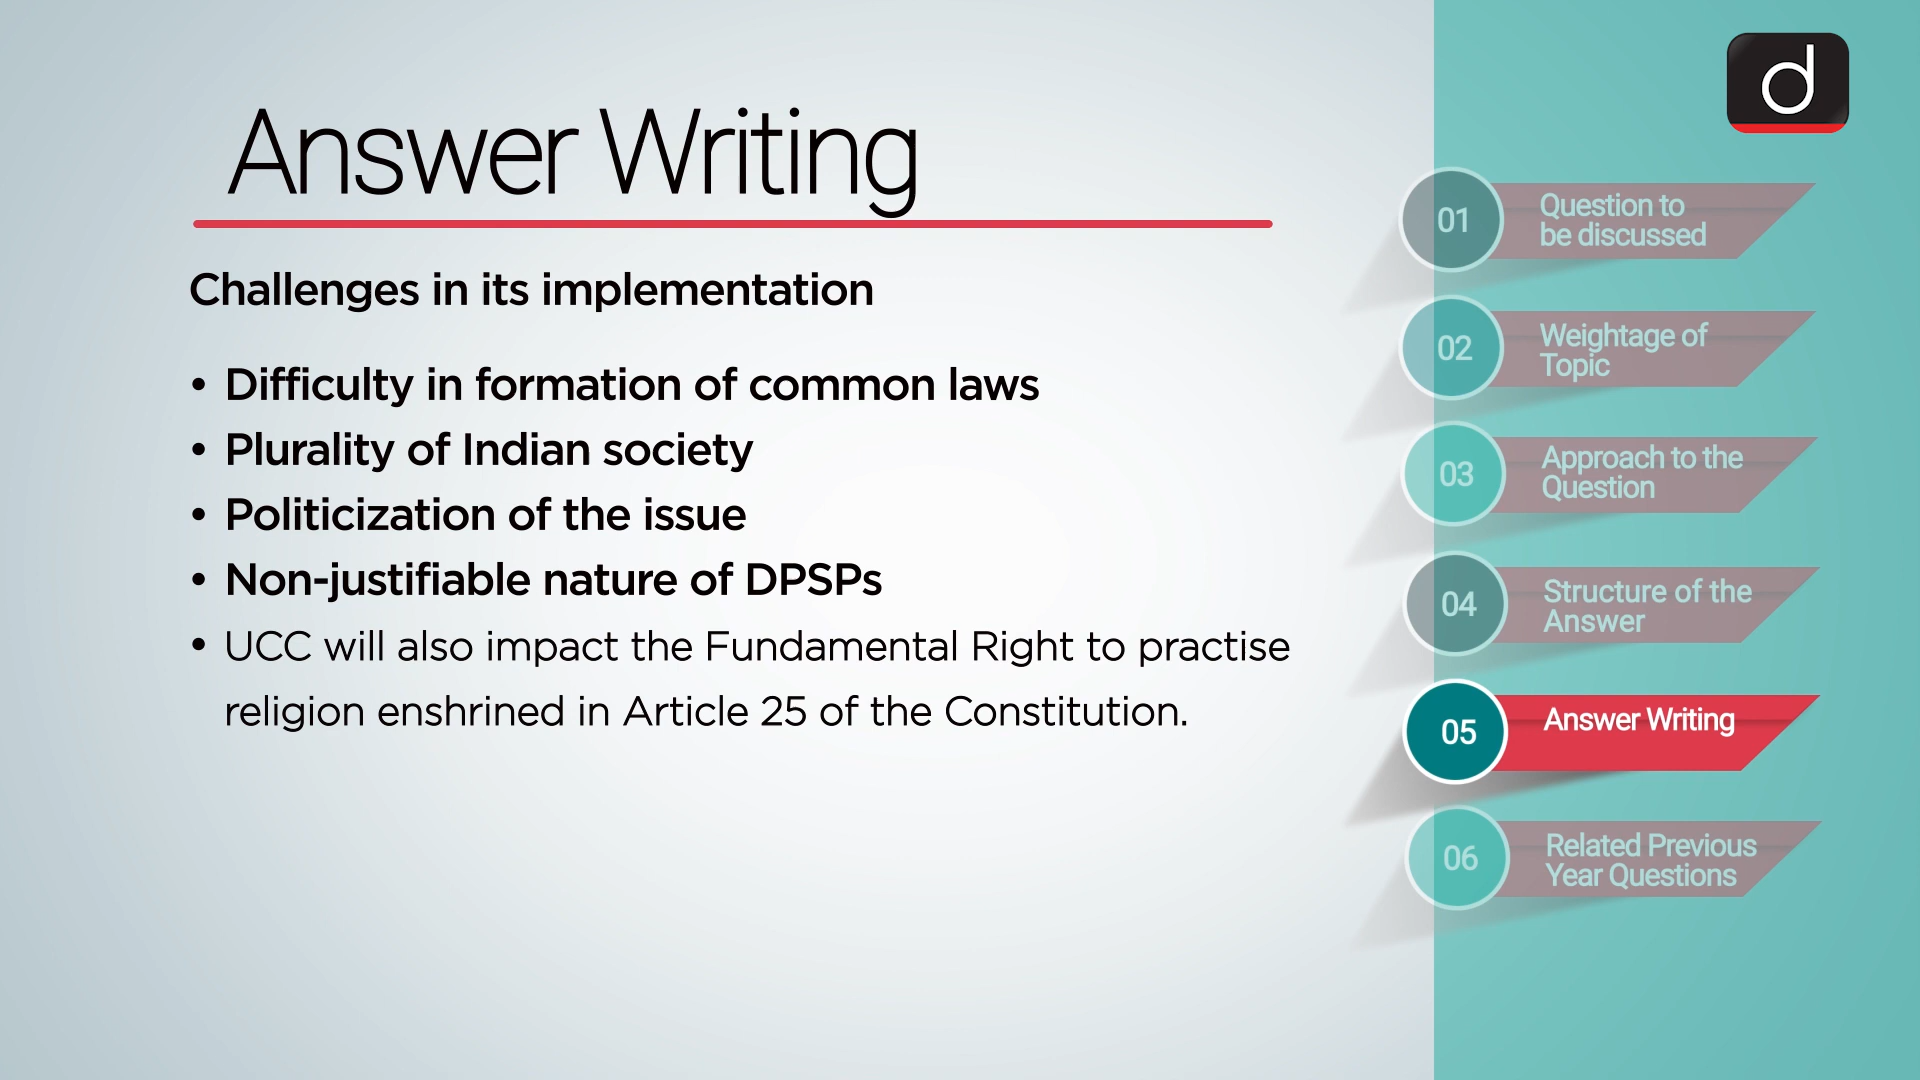 Answer Writing
Challenges in its implementation
• Difficulty in formation of common laws
• Plurality of Indian society
• Politicization of the issue
• Non-justifiable nature of DPSPs
• UCC will also impact the Fundamental Right to practise
religion enshrined in Article 25 of the Constitution.
d
01
Question to
be discussed
02
Weightage of
Topic
03
Approach to the
Question
04
Structure of the
Answer
05
Answer Writing
06
Related Previous
Year Questions